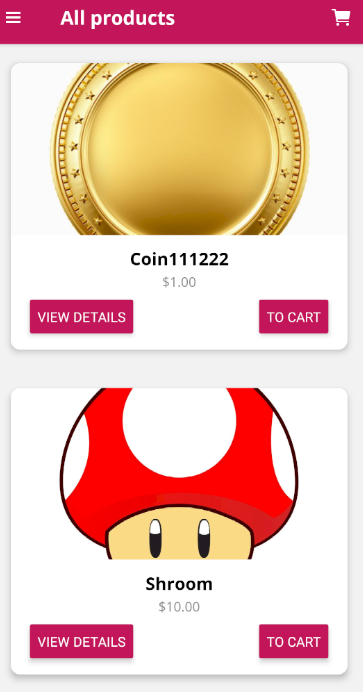 All products
Coin111222
$1.00
VIEW DETAILS TO CART
Shroom
$10.00
VIEW DETAILS TO CART